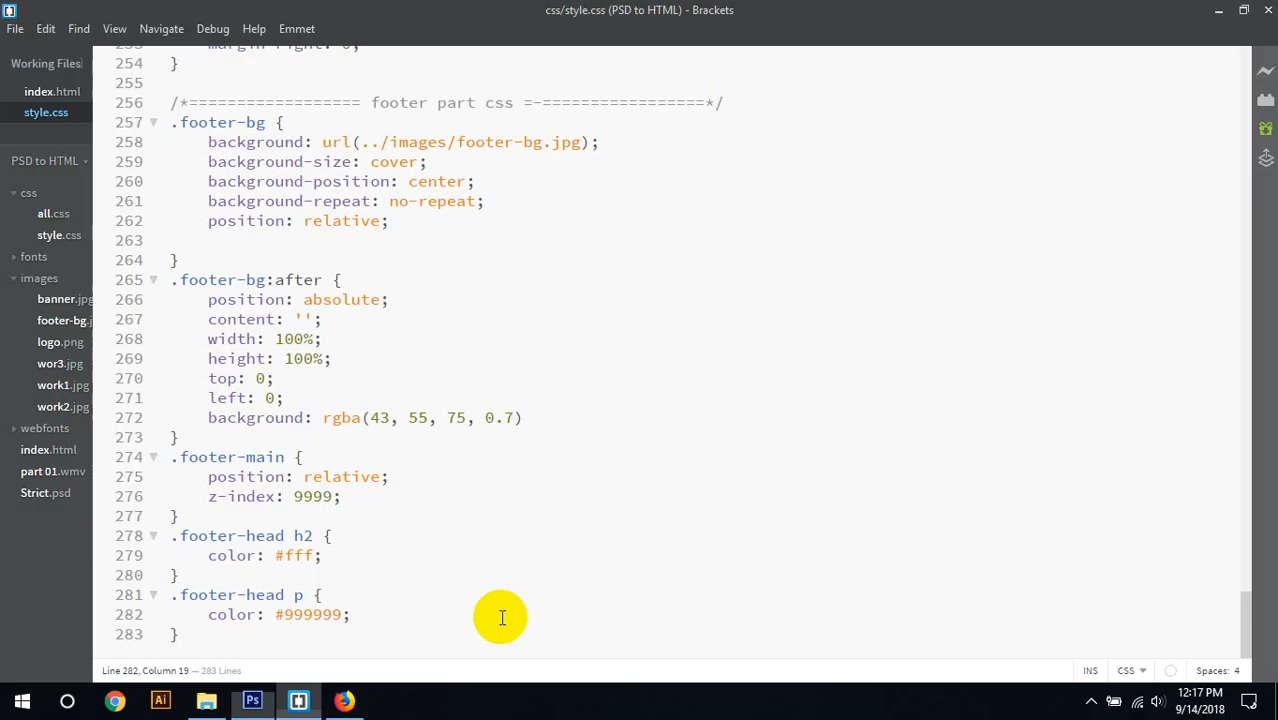 css/style.css (PSD to HTML) - Brackets
File Edit Find View Navigate Debug Help Emmet
Working Files
index.html
style.css
PSD to HTML
css
all.css
style.css
fonts
images
banner.jpg
footer-bg.j
logo.png
wor3.jpg
work1.jpg
work2.jpg
webfonts
index.html
part 01.wmv
Strict.psd
253 margin-right: 0;
254 }
255
256 /*================= footer part css =-=================*/
257 .footer-bg {
258 background: url(../images/footer-bg.jpg);
259 background-size: cover;
260 background-position: center;
261 background-repeat: no-repeat;
262 position: relative;
263
264 }
265 .footer-bg:after {
266 position: absolute;
267 content: '';
268 width: 100%;
269 height: 100%;
270 top: 0;
271 left: 0;
272 background: rgba(43, 55, 75, 0.7)
273 }
274 .footer-main {
275 position: relative;
276 z-index: 9999;
277 }
278 .footer-head h2 {
279 color: #fff;
280 }
281 .footer-head p {
282 color: #999999;
283 }
Line 282, Column 19 — 283 Lines
INS CSS Spaces: 4
Ai Ps
12:17 PM
9/14/2018